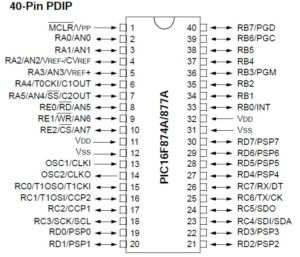 40-Pin PDIP
MCLR/VPP 1 40 RB7/PGD
RA0/AN0 2 39 RB6/PGC
RA1/AN1 3 38 RB5
RA2/AN2/VREF-/CVREF 4 37 RB4
RA3/AN3/VREF+ 5 36 RB3/PGM
RA4/T0CKI/C1OUT 6 35 RB2
RA5/AN4/SS/C2OUT 7 34 RB1
RE0/RD/AN5 8 33 RB0/INT
RE1/WR/AN6 9 32 VDD
RE2/CS/AN7 10 31 VSS
VDD 11 30 RD7/PSP7
VSS 12 29 RD6/PSP6
OSC1/CLKI 13 28 RD5/PSP5
OSC2/CLKO 14 27 RD4/PSP4
RC0/T1OSO/T1CKI 15 26 RC7/RX/DT
RC1/T1OSI/CCP2 16 25 RC6/TX/CK
RC2/CCP1 17 24 RC5/SDO
RC3/SCK/SCL 18 23 RC4/SDI/SDA
RD0/PSP0 19 22 RD3/PSP3
RD1/PSP1 20 21 RD2/PSP2
PIC16F874A/877A